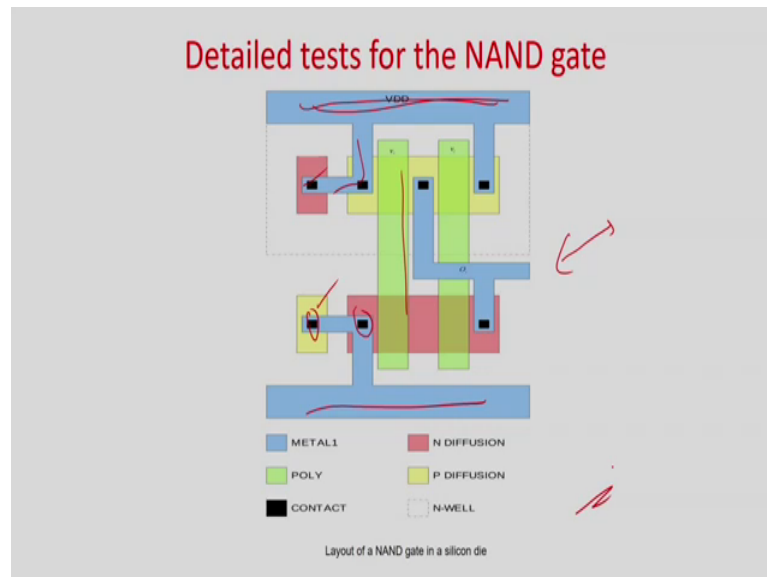 Detailed tests for the NAND gate
VDD
METAL1
N DIFFUSION
POLY
P DIFFUSION
CONTACT
N-WELL
Layout of a NAND gate in a silicon die